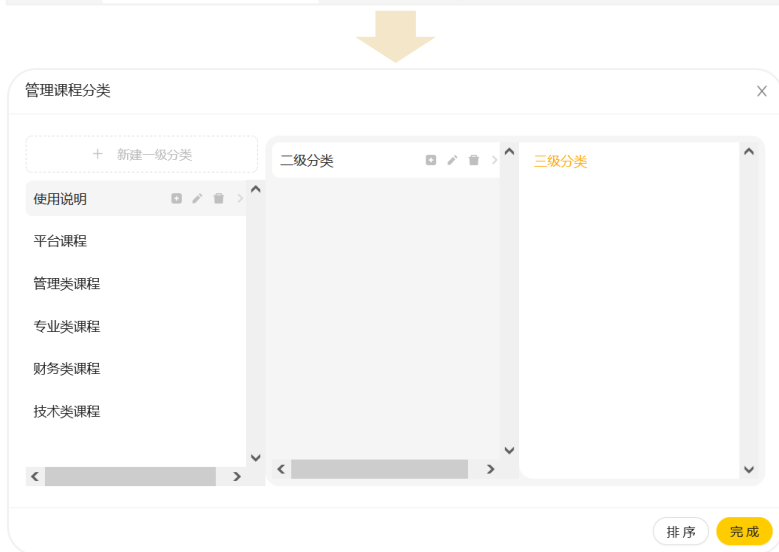 管理课程分类
新建一级分类
使用说明
平台课程
管理类课程
专业类课程
财务类课程
技术类课程
二级分类
三级分类
排序
完成